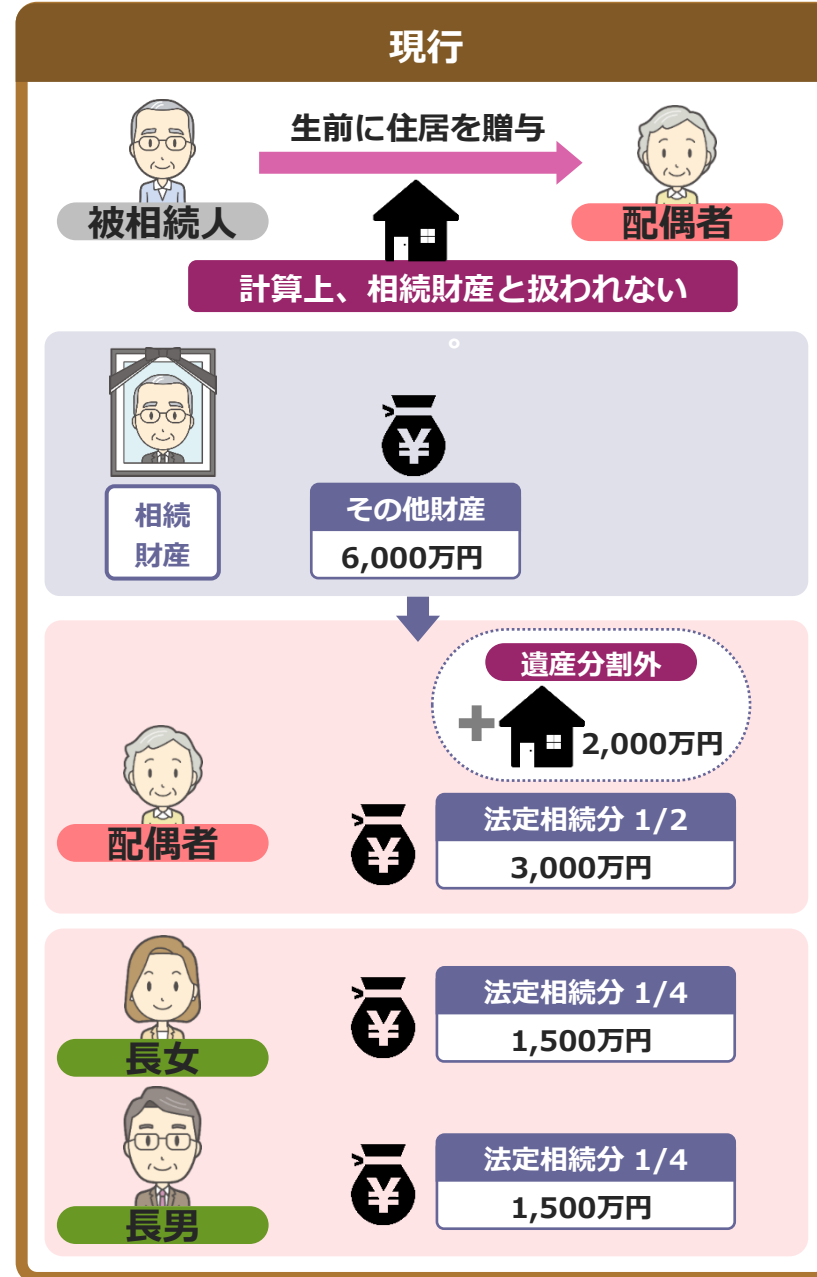 現行
生前に住居を贈与
被相続人
配偶者
計算上、相続財産と扱われない
。
相続
財産
その他財産
6,000万円
遺産分割外
2,000万円
配偶者
法定相続分 1/2
3,000万円
長女
法定相続分 1/4
1,500万円
長男
法定相続分 1/4
1,500万円